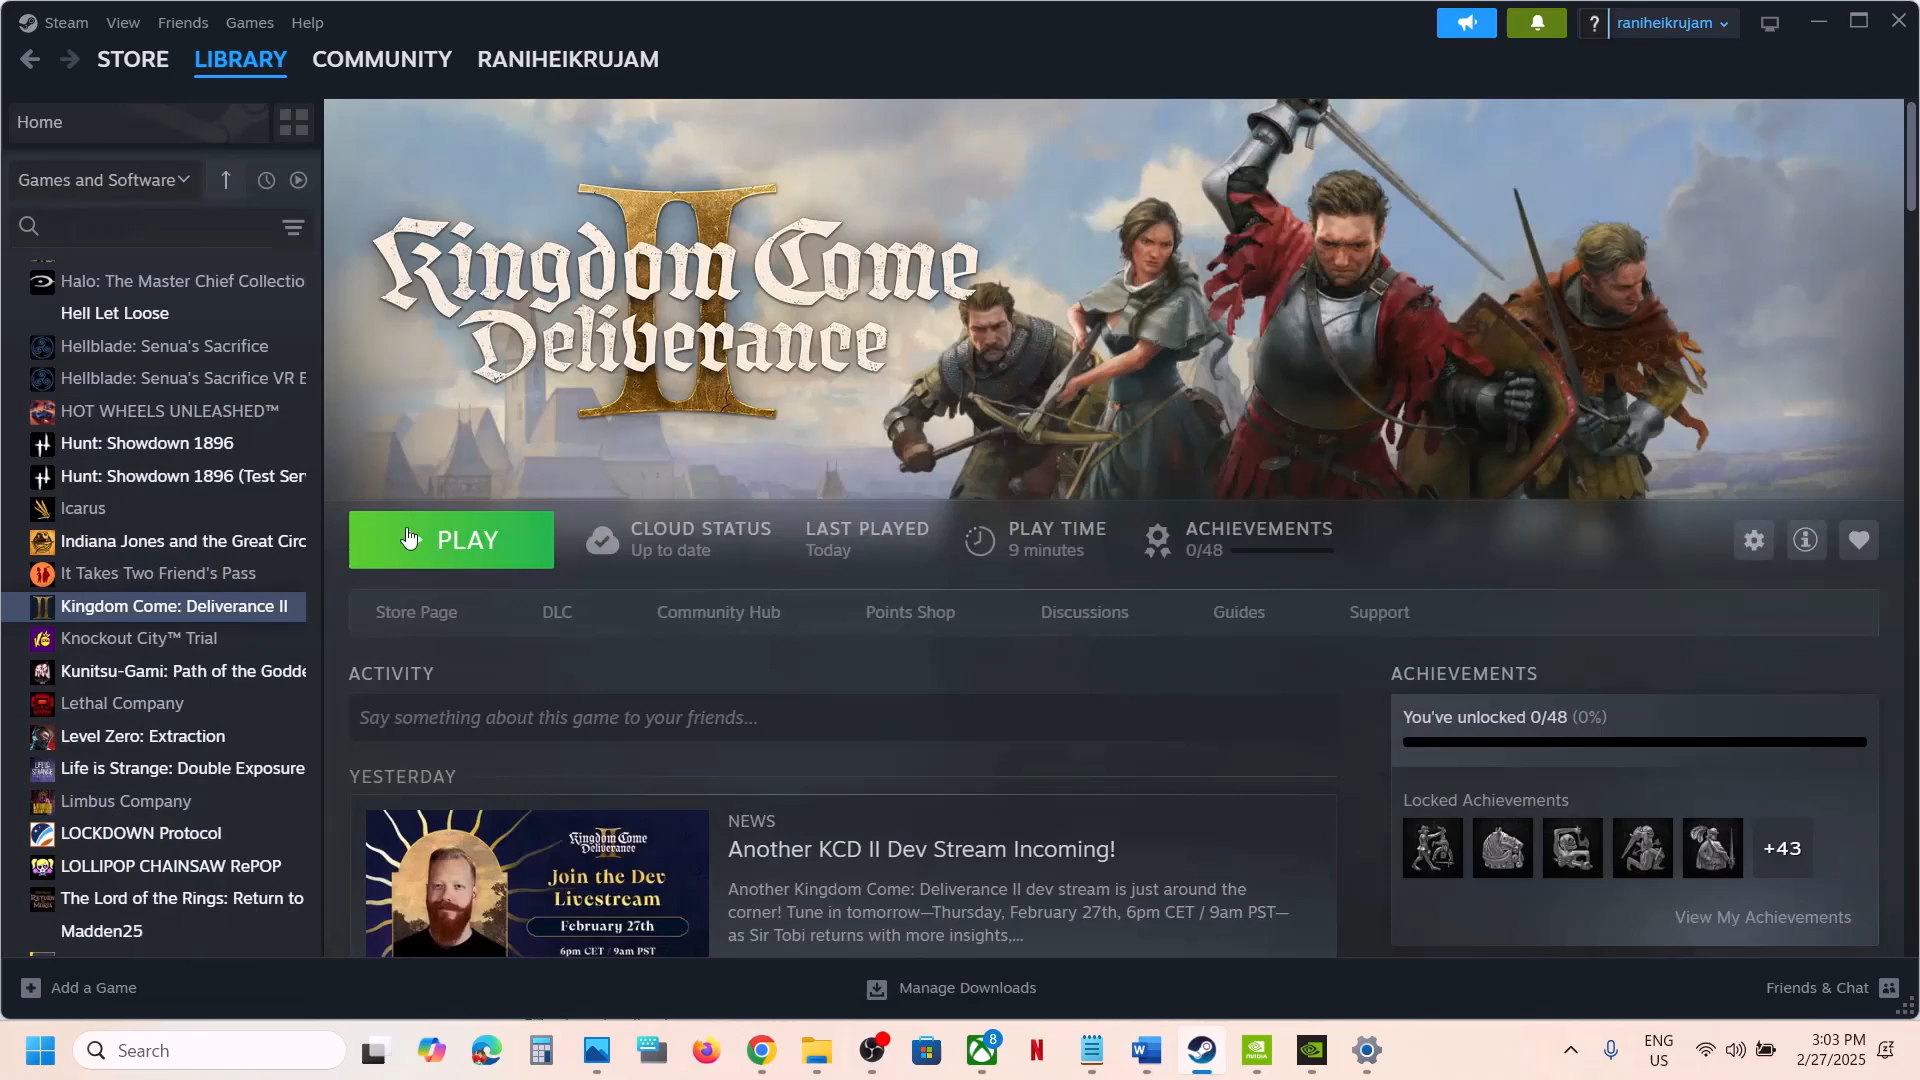 Steam View Friends Games Help
? raniheikrujam
STORE LIBRARY COMMUNITY RANIHEIKRUJAM
Home
Games and Software
Halo: The Master Chief Collectio
Hell Let Loose
Hellblade: Senua's Sacrifice
Hellblade: Senua's Sacrifice VR E
HOT WHEELS UNLEASHED™
Hunt: Showdown 1896
Hunt: Showdown 1896 (Test Ser
Icarus
Indiana Jones and the Great Circ
It Takes Two Friend's Pass
Kingdom Come: Deliverance II
Knockout City™ Trial
Kunitsu-Gami: Path of the Godde
Lethal Company
Level Zero: Extraction
Life is Strange: Double Exposure
Limbus Company
LOCKDOWN Protocol
LOLLIPOP CHAINSAW RePOP
The Lord of the Rings: Return to
Madden25
Add a Game
II
Kingdom Come
Deliverance
PLAY
CLOUD STATUS
Up to date
LAST PLAYED
Today
PLAY TIME
9 minutes
ACHIEVEMENTS
0/48
Store Page DLC Community Hub Points Shop Discussions Guides Support
ACTIVITY
Say something about this game to your friends...
YESTERDAY
Kingdom Come
Deliverance
Join the Dev
Livestream
February 27th
6pm CET / 9am PST
NEWS
Another KCD II Dev Stream Incoming!
Another Kingdom Come: Deliverance II dev stream is just around the
corner! Tune in tomorrow—Thursday, February 27th, 6pm CET / 9am PST—
as Sir Tobi returns with more insights,...
ACHIEVEMENTS
You've unlocked 0/48 (0%)
Locked Achievements
+43
View My Achievements
Manage Downloads
Friends & Chat
Search
8
ENG
US
3:03 PM
2/27/2025